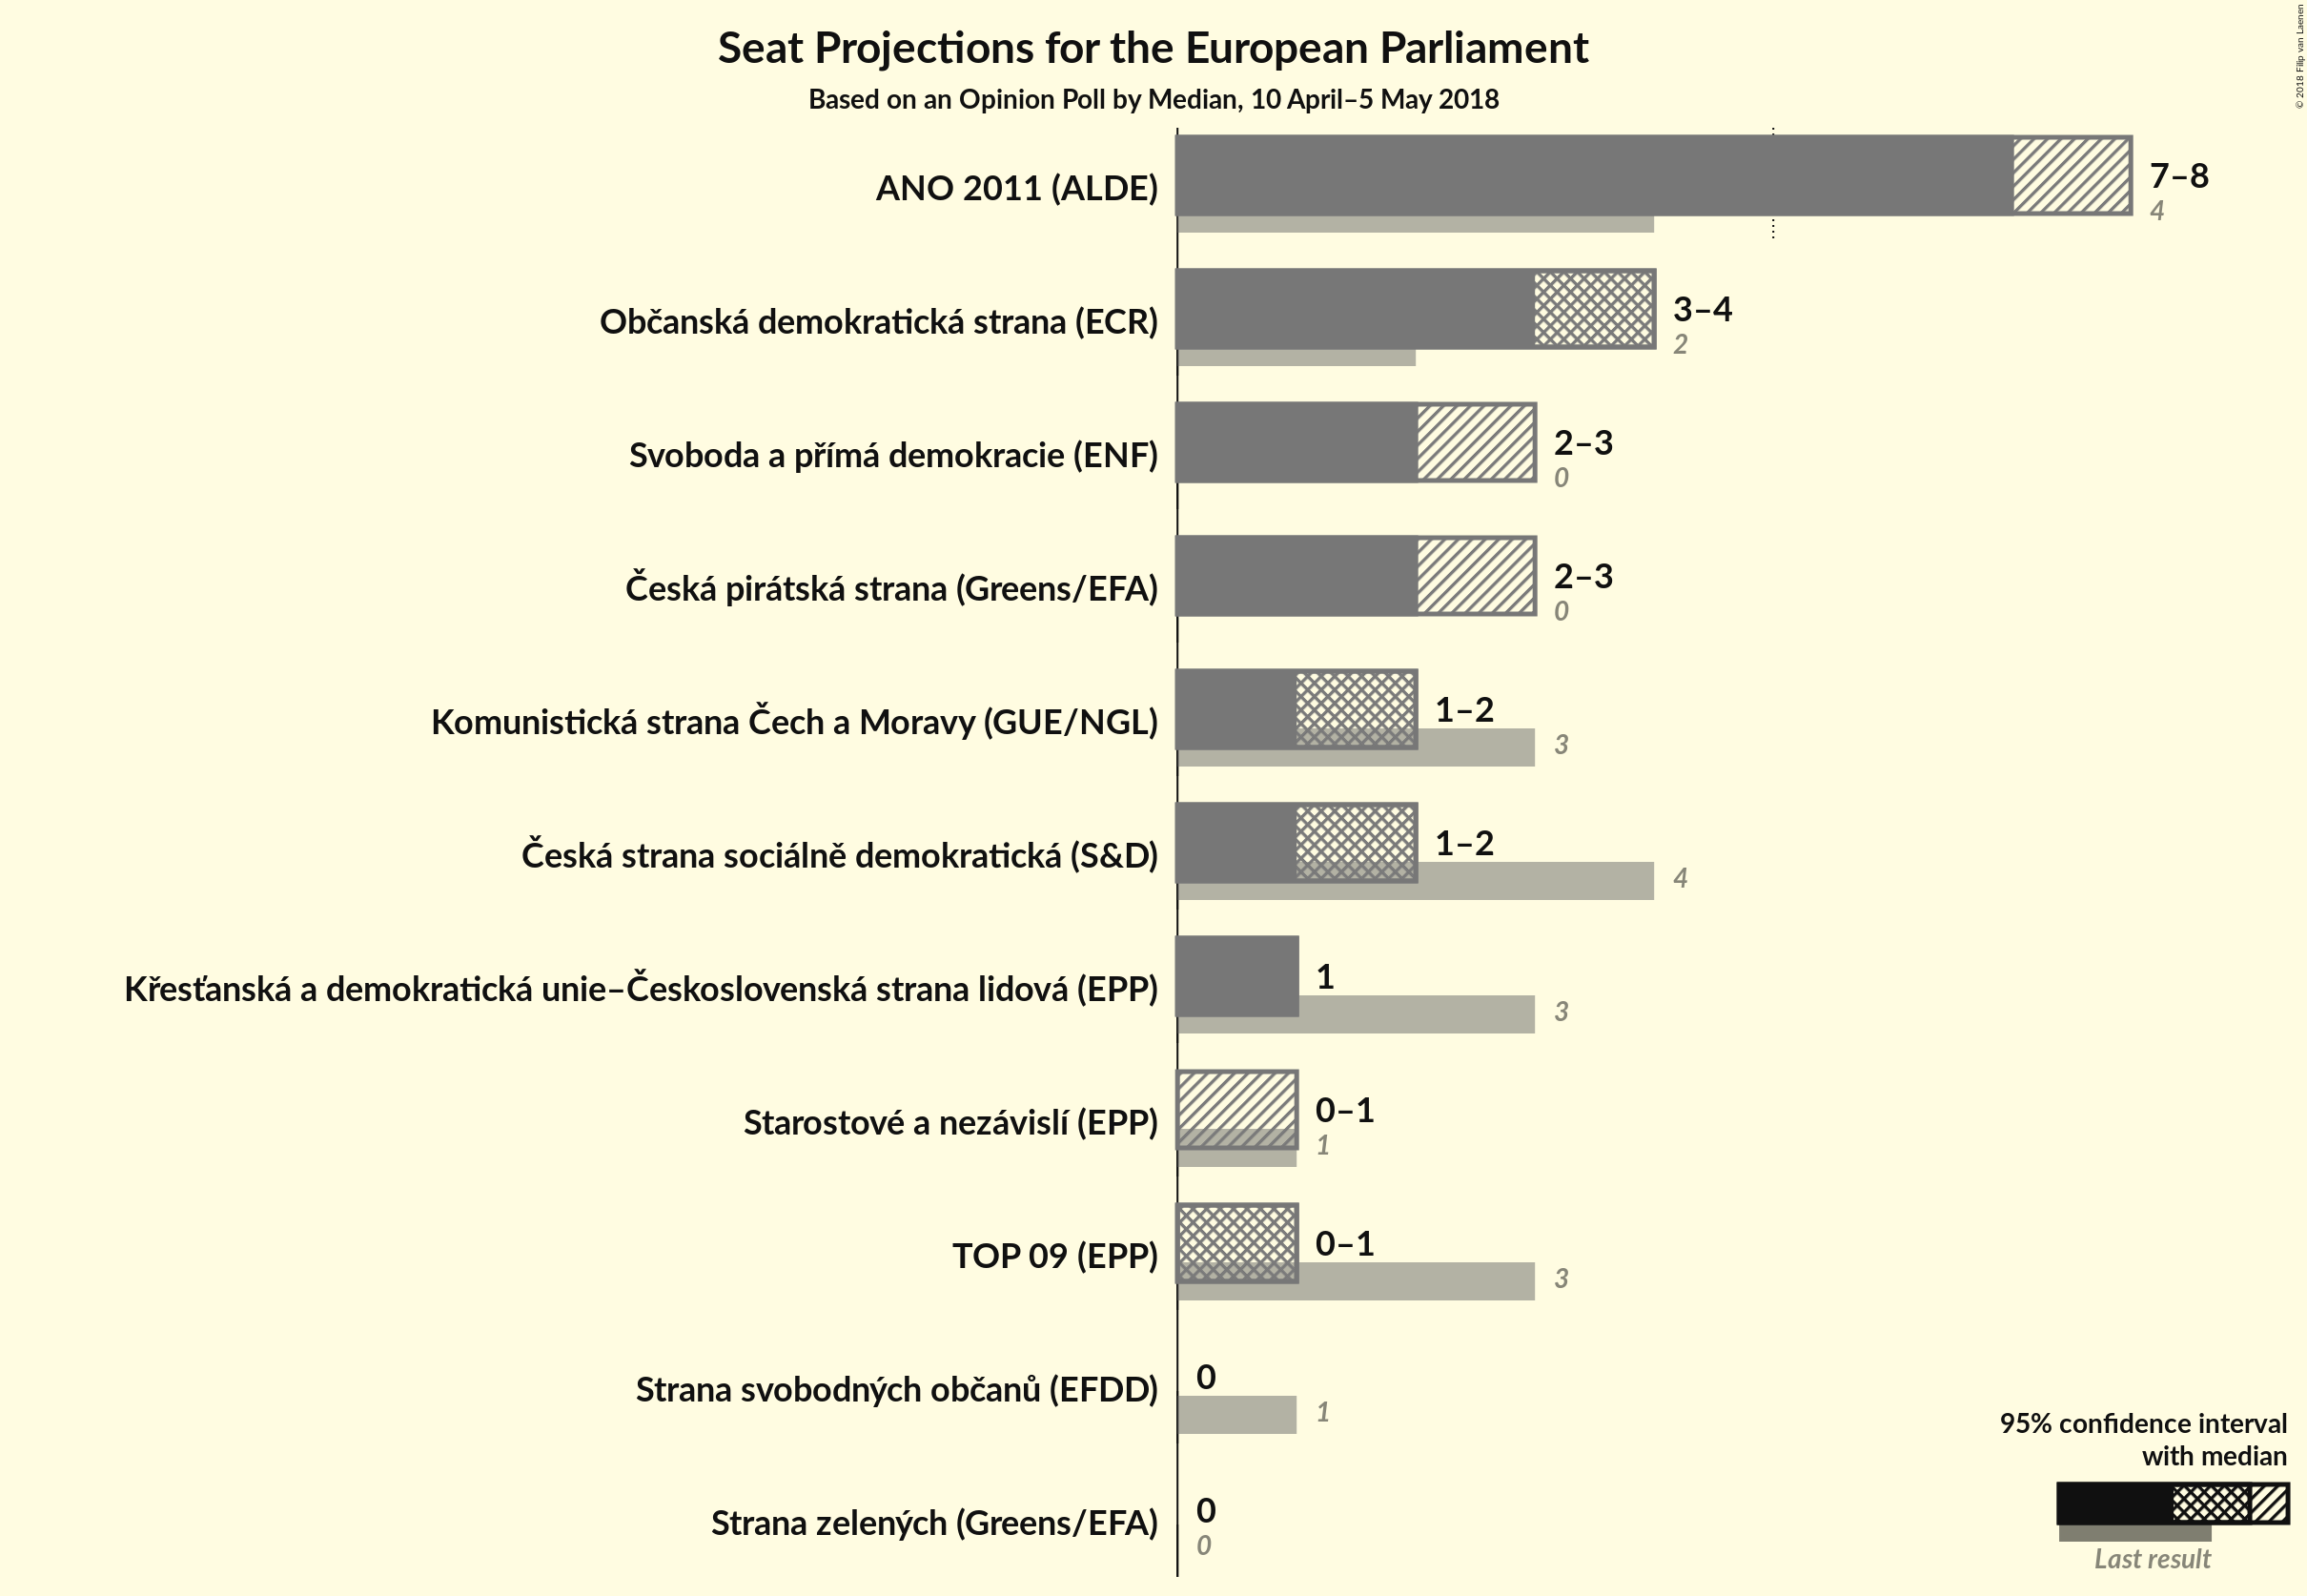 Seat Projections for the European Parliament
Based on an Opinion Poll by Median, 10 April–5 May 2018
© 2018 Filip van Laenen
ANO 2011 (ALDE)
7–8
4
Občanská demokratická strana (ECR)
3–4
2
Svoboda a přímá demokracie (ENF)
2–3
0
Česká pirátská strana (Greens/EFA)
2–3
0
Komunistická strana Čech a Moravy (GUE/NGL)
1–2
3
Česká strana sociálně demokratická (S&D)
1–2
4
Křesťanská a demokratická unie–Československá strana lidová (EPP)
1
3
Starostové a nezávislí (EPP)
0–1
1
TOP 09 (EPP)
0–1
3
Strana svobodných občanů (EFDD)
0
1
Strana zelených (Greens/EFA)
0
0
95% confidence interval
with median
Last result